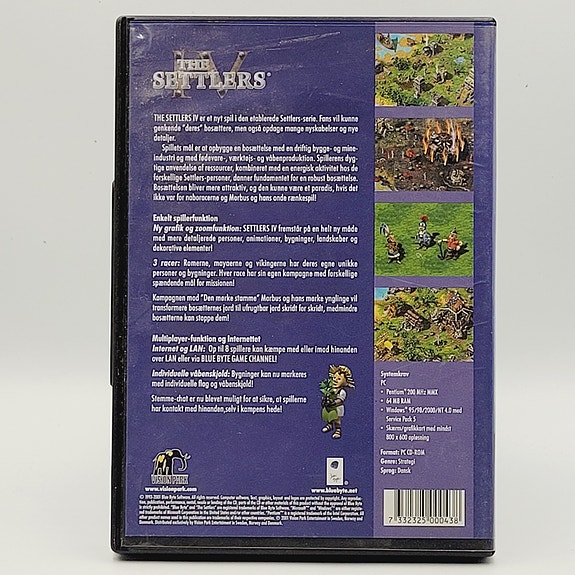 THE
SETTLERS®
IV
THE SETTLERS IV er et nyt spil i den etablerede Settlers-serie. Fans vil kunne
genkende "deres" bosættere, men også opdage mange nyskabelser og nye
detaljer.
Spillets mål er at opbygge en bosættelse med en driftig bygge- og mine-
industri og med fødevare-, værktøjs- og våbenproduktion. Spillerens dyg-
tige anvendelse af ressourcer, kombineret med en energisk aktivitet hos de
forskellige Settlers-personer, danner fundamentet for en robust bosættelse.
Bosættelsen bliver mere attraktiv, og den kunne være et paradis, hvis det
ikke var for naboracerne og Morbus og hans onde rænkespil!
Enkelt spillerfunktion
Ny grafik og zoomfunktion: SETTLERS IV fremstår på en helt ny måde
med mere detaljerede personer, animationer, bygninger, landskaber og
dekorative elementer!
3 racer: Romerne, mayaerne og vikingerne har deres egne unikke
personer og bygninger. Hver race har sin egen kampagne med forskellige
spændende mål for missionen!
Kampagnen mod "Den mørke stamme" Morbus og hans mørke ynglinge vil
transformere bosætternes jord til ufrugtbar jord skridt for skridt, medmindre
bosætterne kan stoppe dem!
Multiplayer-funktion og Internettet
Internet og LAN: Op til 8 spillere kan kæmpe med eller imod hinanden
over LAN eller via BLUE BYTE GAME CHANNEL!
Individuelle våbenskjold: Bygninger kan nu markeres
med individuelle flag og våbenskjold!
Stemme-chat er nu blevet muligt for at sikre, at spillerne
har kontakt med hinanden,selv i kampens hede!
Systemkrav
PC
• Pentium® 200 MHz MMX
• 64 MB RAM
• Windows® 95/98/2000/NT 4.0 med
Service Pack 5
• Skærm/grafikkort med mindst
800 x 600 opløsning
Format: PC CD-ROM
Genre: Strategi
Sprog: Dansk
VISION PARK
www.visionpark.com
www.bluebyte.net
7 332325 000438